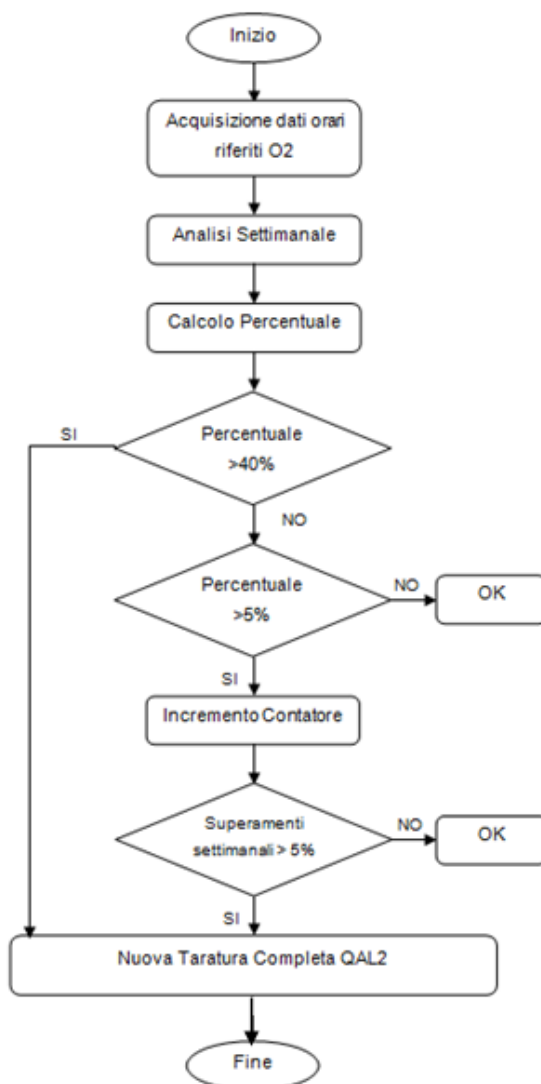 Inizio
Acquisizione dati orari
riferiti O2
Analisi Settimanale
Calcolo Percentuale
SI
Percentuale
>40%
NO
Percentuale
>5%
NO
OK
SI
Incremento Contatore
Superamenti
settimanali > 5%
NO
OK
SI
Nuova Taratura Completa QAL2
Fine